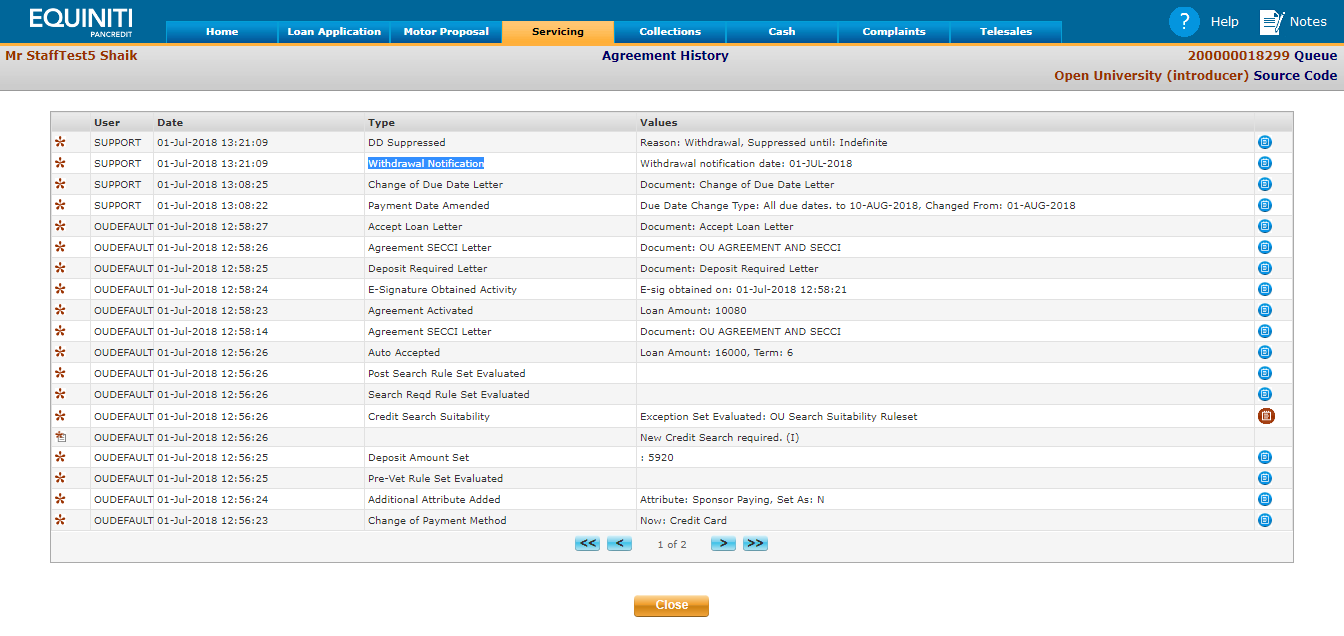 EQUINITI
PANCREDIT
Home Loan Application Motor Proposal Servicing Collections Cash Complaints Telesales
? Help Notes
Mr StaffTest5 Shaik Agreement History 200000018299 Queue
Open University (introducer) Source Code
User Date Type Values
SUPPORT 01-Jul-2018 13:21:09 DD Suppressed Reason: Withdrawal, Suppressed until: Indefinite
SUPPORT 01-Jul-2018 13:21:09 Withdrawal Notification Withdrawal notification date: 01-JUL-2018
SUPPORT 01-Jul-2018 13:08:25 Change of Due Date Letter Document: Change of Due Date Letter
SUPPORT 01-Jul-2018 13:08:22 Payment Date Amended Due Date Change Type: All due dates. to 10-AUG-2018, Changed From: 01-AUG-2018
OUDEFAULT 01-Jul-2018 12:58:27 Accept Loan Letter Document: Accept Loan Letter
OUDEFAULT 01-Jul-2018 12:58:26 Agreement SECCI Letter Document: OU AGREEMENT AND SECCI
OUDEFAULT 01-Jul-2018 12:58:25 Deposit Required Letter Document: Deposit Required Letter
OUDEFAULT 01-Jul-2018 12:58:24 E-Signature Obtained Activity E-sig obtained on: 01-Jul-2018 12:58:21
OUDEFAULT 01-Jul-2018 12:58:23 Agreement Activated Loan Amount: 10080
OUDEFAULT 01-Jul-2018 12:58:14 Agreement SECCI Letter Document: OU AGREEMENT AND SECCI
OUDEFAULT 01-Jul-2018 12:56:26 Auto Accepted Loan Amount: 16000, Term: 6
OUDEFAULT 01-Jul-2018 12:56:26 Post Search Rule Set Evaluated
OUDEFAULT 01-Jul-2018 12:56:26 Search Reqd Rule Set Evaluated
OUDEFAULT 01-Jul-2018 12:56:26 Credit Search Suitability Exception Set Evaluated: OU Search Suitability Ruleset
OUDEFAULT 01-Jul-2018 12:56:26 New Credit Search required. (I)
OUDEFAULT 01-Jul-2018 12:56:25 Deposit Amount Set : 5920
OUDEFAULT 01-Jul-2018 12:56:25 Pre-Vet Rule Set Evaluated
OUDEFAULT 01-Jul-2018 12:56:24 Additional Attribute Added Attribute: Sponsor Paying, Set As: N
OUDEFAULT 01-Jul-2018 12:56:23 Change of Payment Method Now: Credit Card
<< < 1 of 2 > >>
Close